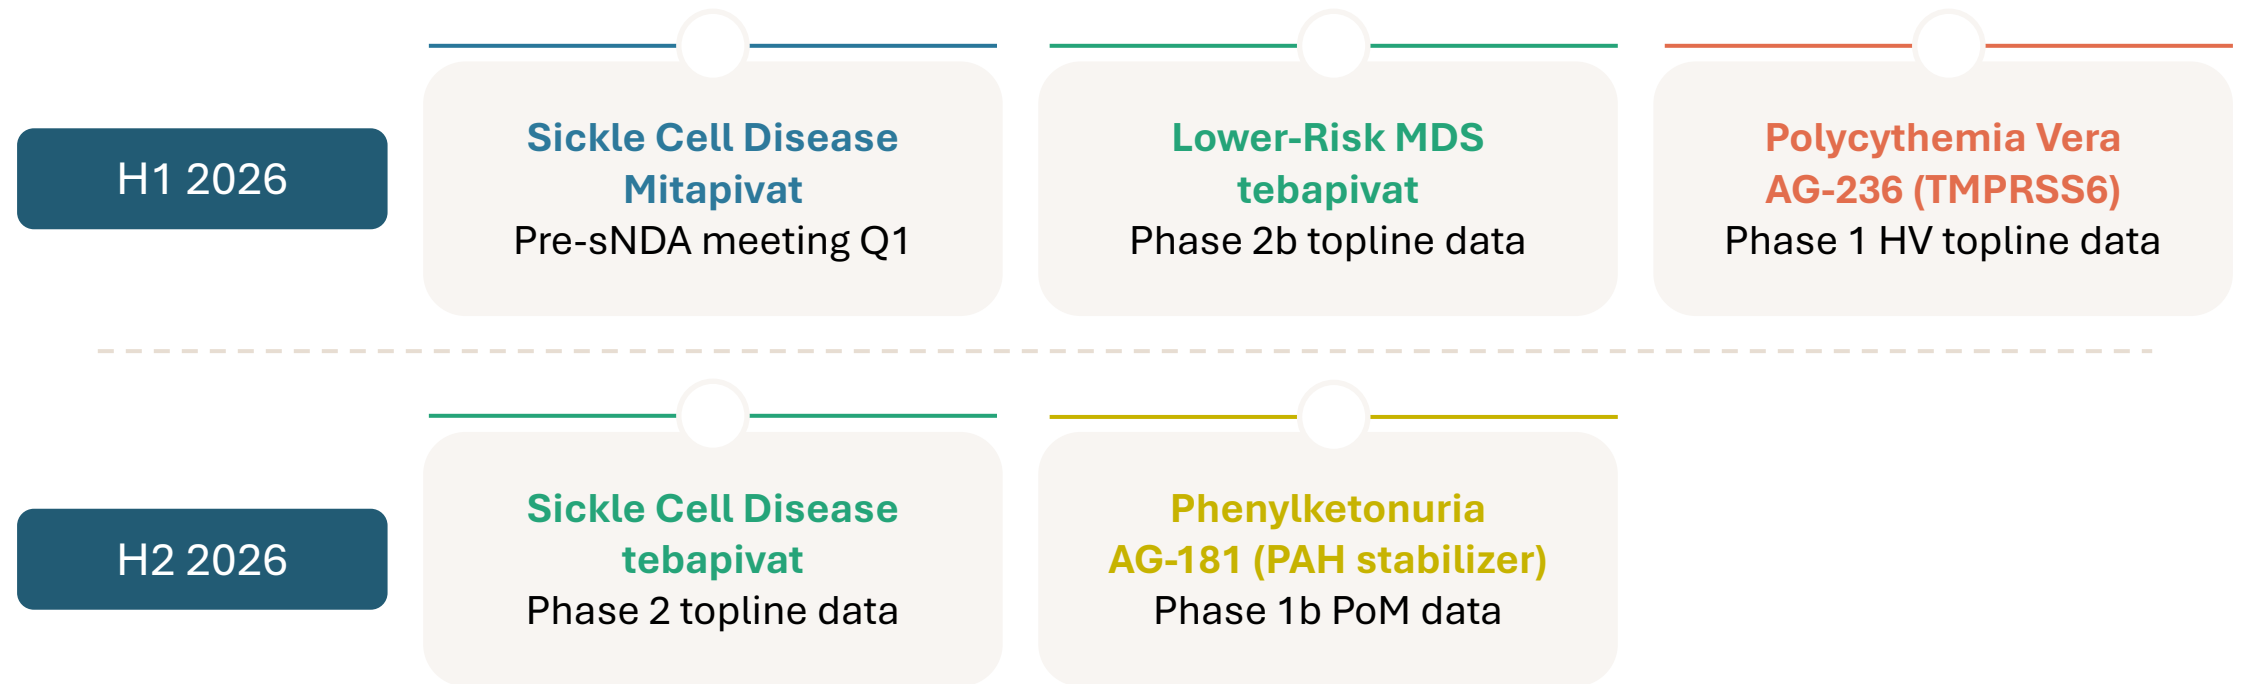 H1 2026
Sickle Cell Disease
Mitapivat
Pre-sNDA meeting Q1
Lower-Risk MDS
tebapivat
Phase 2b topline data
Polycythemia Vera
AG-236 (TMPRSS6)
Phase 1 HV topline data
H2 2026
Sickle Cell Disease
tebapivat
Phase 2 topline data
Phenylketonuria
AG-181 (PAH stabilizer)
Phase 1b PoM data